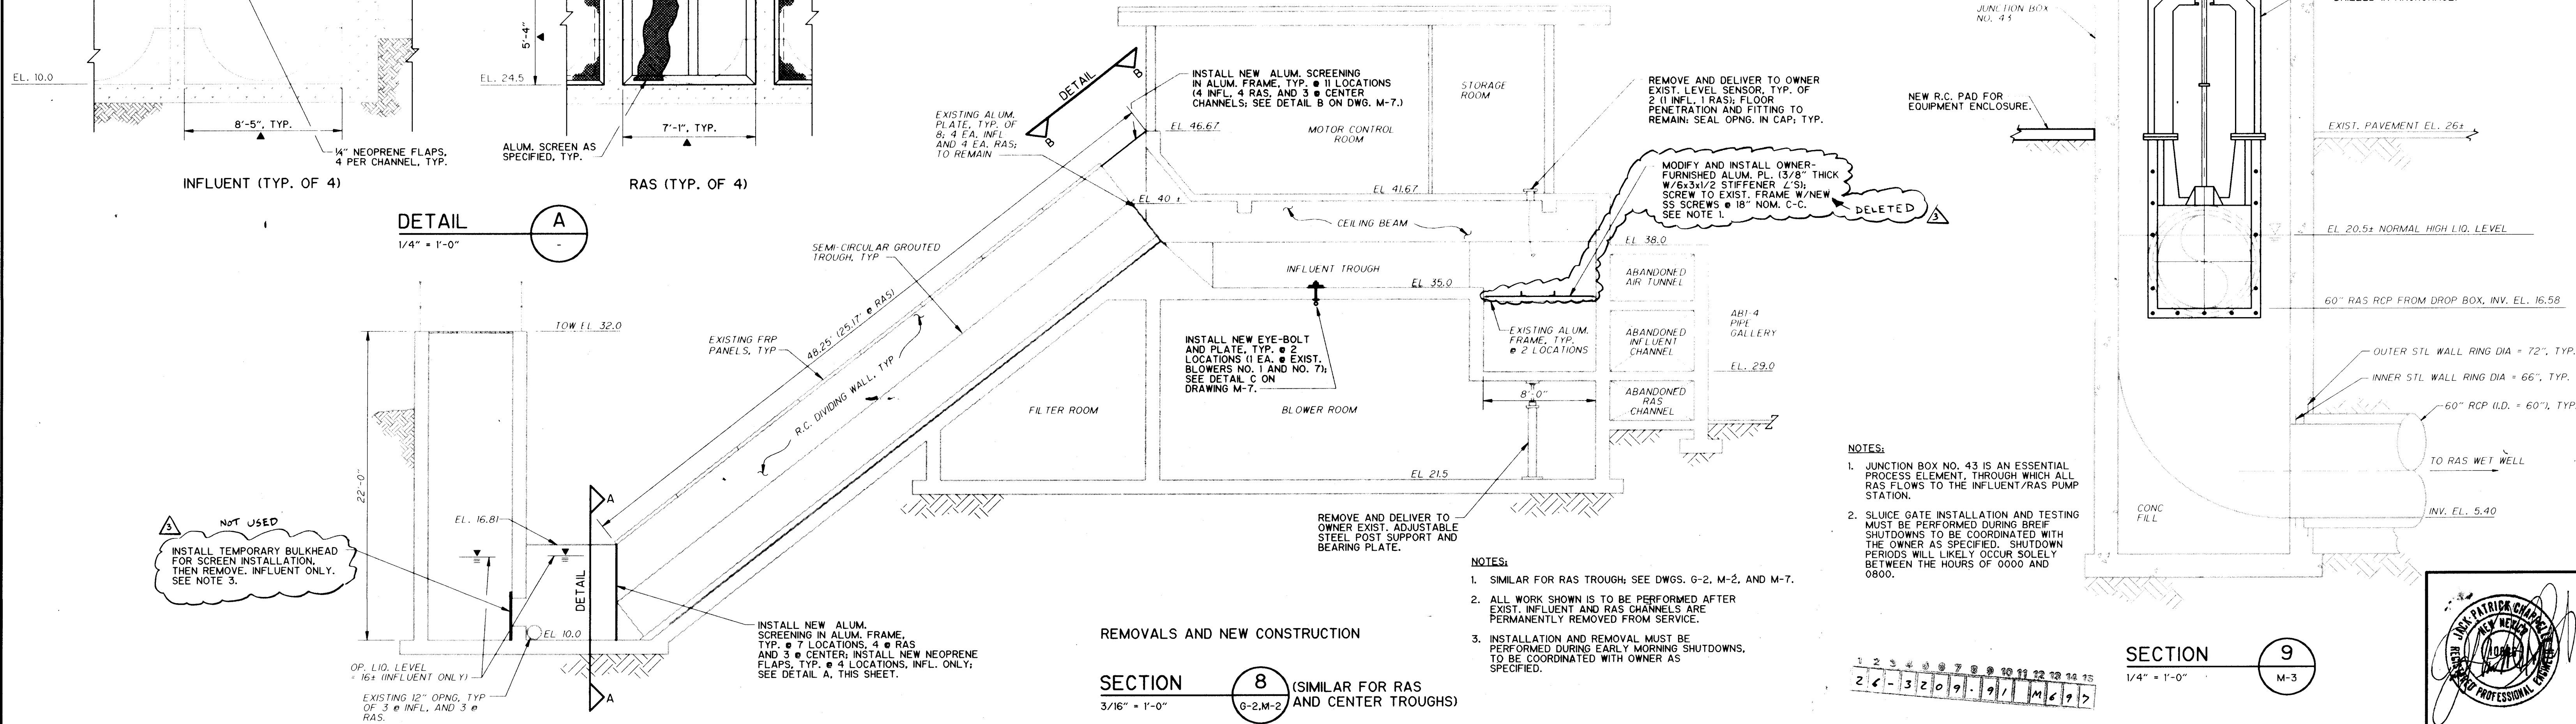 EL. 10.0
8'-5", TYP.
1/4" NEOPRENE FLAPS,
4 PER CHANNEL, TYP.
INFLUENT (TYP. OF 4)
5'-4"
EL. 24.5
7'-1", TYP.
ALUM. SCREEN AS
SPECIFIED, TYP.
RAS (TYP. OF 4)
DETAIL
A
-
1/4" = 1'-0"
DETAIL
B
B
INSTALL NEW ALUM. SCREENING
IN ALUM. FRAME, TYP. @ 11 LOCATIONS
(4 INFL, 4 RAS, AND 3 @ CENTER
CHANNELS; SEE DETAIL B ON DWG. M-7.)
EXISTING ALUM.
PLATE, TYP. OF
8; 4 EA. INFL
AND 4 EA. RAS;
TO REMAIN
EL 46.67
MOTOR CONTROL
ROOM
STORAGE
ROOM
REMOVE AND DELIVER TO OWNER
EXIST. LEVEL SENSOR, TYP. OF
2 (1 INFL, 1 RAS); FLOOR
PENETRATION AND FITTING TO
REMAIN; SEAL OPNG. IN CAP; TYP.
MODIFY AND INSTALL OWNER-
FURNISHED ALUM. PL. (3/8" THICK
W/6x3x1/2 STIFFENER ∠'S);
SCREW TO EXIST. FRAME W/NEW
SS SCREWS @ 18" NOM. C-C.
SEE NOTE 1.
DELETED
3
EL 41.67
EL 40 ±
CEILING BEAM
EL 38.0
SEMI-CIRCULAR GROUTED
TROUGH, TYP
INFLUENT TROUGH
EL 35.0
ABANDONED
AIR TUNNEL
48.25' (25.17' @ RAS)
EXISTING FRP
PANELS, TYP
R.C. DIVIDING WALL, TYP
INSTALL NEW EYE-BOLT
AND PLATE, TYP. @ 2
LOCATIONS (1 EA. @ EXIST.
BLOWERS NO. 1 AND NO. 7);
SEE DETAIL C ON
DRAWING M-7.
EXISTING ALUM.
FRAME, TYP.
@ 2 LOCATIONS
ABANDONED
INFLUENT
CHANNEL
AB1-4
PIPE
GALLERY
EL. 29.0
ABANDONED
RAS
CHANNEL
8'-0"
FILTER ROOM
BLOWER ROOM
EL 21.5
REMOVE AND DELIVER TO
OWNER EXIST. ADJUSTABLE
STEEL POST SUPPORT AND
BEARING PLATE.
TOW EL 32.0
22'-0"
EL. 16.81
A
3
NOT USED
INSTALL TEMPORARY BULKHEAD
FOR SCREEN INSTALLATION,
THEN REMOVE. INFLUENT ONLY.
SEE NOTE 3.
DETAIL
EL 10.0
A
OP. LIQ. LEVEL
= 16± (INFLUENT ONLY)
EXISTING 12" OPNG, TYP
OF 3 @ INFL, AND 3 @
RAS.
INSTALL NEW ALUM.
SCREENING IN ALUM. FRAME,
TYP. @ 7 LOCATIONS, 4 @ RAS
AND 3 @ CENTER; INSTALL NEW NEOPRENE
FLAPS, TYP. @ 4 LOCATIONS, INFL. ONLY;
SEE DETAIL A, THIS SHEET.
REMOVALS AND NEW CONSTRUCTION
SECTION
8
G-2,M-2
3/16" = 1'-0"
(SIMILAR FOR RAS
AND CENTER TROUGHS)
NOTES:
1. SIMILAR FOR RAS TROUGH; SEE DWGS. G-2, M-2, AND M-7.
2. ALL WORK SHOWN IS TO BE PERFORMED AFTER
EXIST. INFLUENT AND RAS CHANNELS ARE
PERMANENTLY REMOVED FROM SERVICE.
3. INSTALLATION AND REMOVAL MUST BE
PERFORMED DURING EARLY MORNING SHUTDOWNS,
TO BE COORDINATED WITH OWNER AS
SPECIFIED.
JUNCTION BOX
NO. 43
NEW R.C. PAD FOR
EQUIPMENT ENCLOSURE.
EXIST. PAVEMENT EL. 26±
EL 20.5± NORMAL HIGH LIQ. LEVEL
60" RAS RCP FROM DROP BOX, INV. EL. 16.58
OUTER STL WALL RING DIA = 72", TYP.
INNER STL WALL RING DIA = 66", TYP.
60" RCP (I.D. = 60"), TYP.
TO RAS WET WELL
INV. EL. 5.40
CONC
FILL
NOTES:
1. JUNCTION BOX NO. 43 IS AN ESSENTIAL
PROCESS ELEMENT, THROUGH WHICH ALL
RAS FLOWS TO THE INFLUENT/RAS PUMP
STATION.
2. SLUICE GATE INSTALLATION AND TESTING
MUST BE PERFORMED DURING BREIF
SHUTDOWNS TO BE COORDINATED WITH
THE OWNER AS SPECIFIED. SHUTDOWN
PERIODS WILL LIKELY OCCUR SOLELY
BETWEEN THE HOURS OF 0000 AND
0800.
1 2 3 4 5 6 7 8 9 10 11 12 13 14 15
26-3209.91 M697
SECTION
9
M-3
1/4" = 1'-0"
JACK PATRICK
NEW MEXICO
REGISTERED PROFESSIONAL ENGINEER